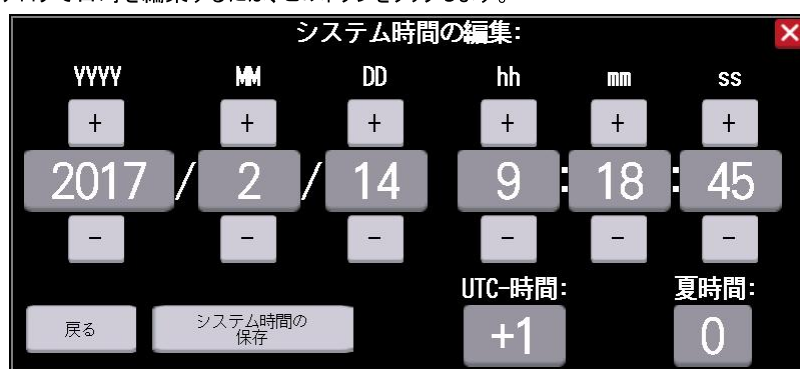 システム時間の編集:
YYYY MM DD hh mm ss
+ + + + + +
2017 / 2 / 14 9 : 18 : 45
- - - - - -
UTC-時間: 夏時間:
戻る システム時間の
保存 +1 0